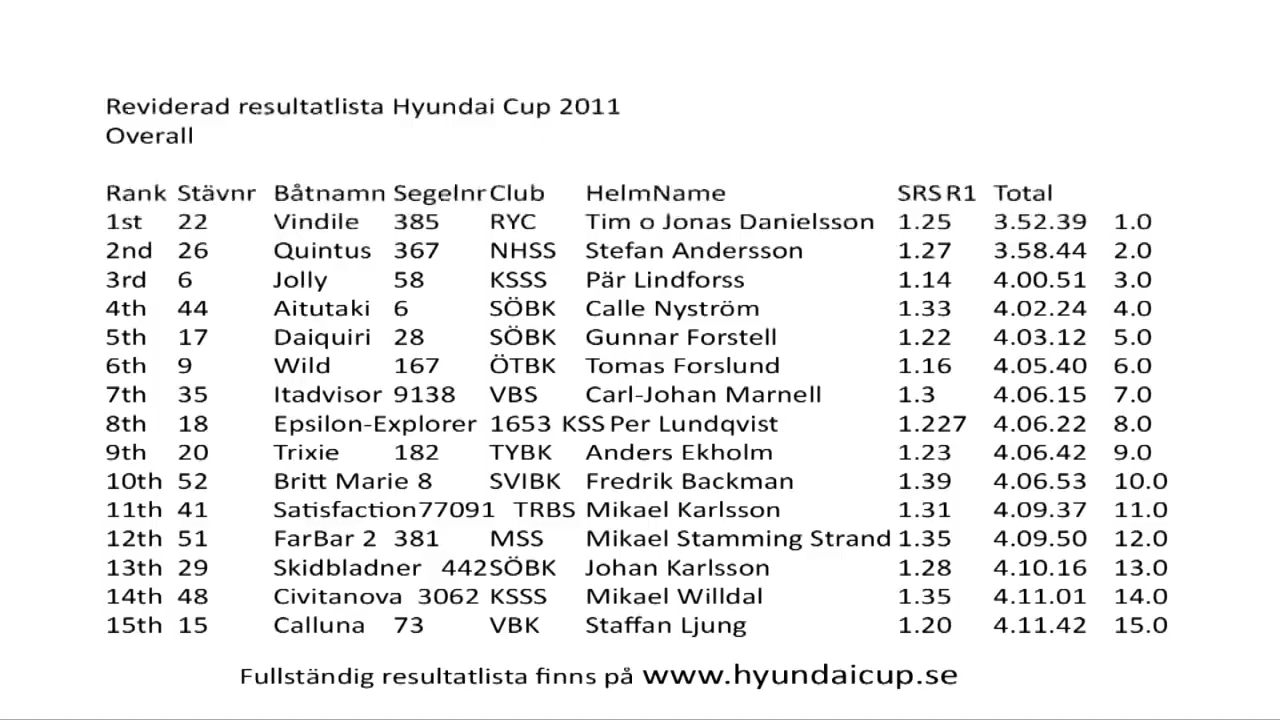 Reviderad resultatlista Hyundai Cup 2011
Overall
Rank Stävnr Båtnamn Segelnr Club HelmName SRS R1 Total
1st 22 Vindile 385 RYC Tim o Jonas Danielsson 1.25 3.52.39 1.0
2nd 26 Quintus 367 NHSS Stefan Andersson 1.27 3.58.44 2.0
3rd 6 Jolly 58 KSSS Pär Lindforss 1.14 4.00.51 3.0
4th 44 Aitutaki 6 SÖBK Calle Nyström 1.33 4.02.24 4.0
5th 17 Daiquiri 28 SÖBK Gunnar Forstell 1.22 4.03.12 5.0
6th 9 Wild 167 ÖTBK Tomas Forslund 1.16 4.05.40 6.0
7th 35 Itadvisor 9138 VBS Carl-Johan Marnell 1.3 4.06.15 7.0
8th 18 Epsilon-Explorer 1653 KSS Per Lundqvist 1.227 4.06.22 8.0
9th 20 Trixie 182 TYBK Anders Ekholm 1.23 4.06.42 9.0
10th 52 Britt Marie 8 SVIBK Fredrik Backman 1.39 4.06.53 10.0
11th 41 Satisfaction77091 TRBS Mikael Karlsson 1.31 4.09.37 11.0
12th 51 FarBar 2 381 MSS Mikael Stamming Strand 1.35 4.09.50 12.0
13th 29 Skidbladner 442SÖBK Johan Karlsson 1.28 4.10.16 13.0
14th 48 Civitanova 3062 KSSS Mikael Willdal 1.35 4.11.01 14.0
15th 15 Calluna 73 VBK Staffan Ljung 1.20 4.11.42 15.0
Fullständig resultatlista finns på www.hyundaicup.se